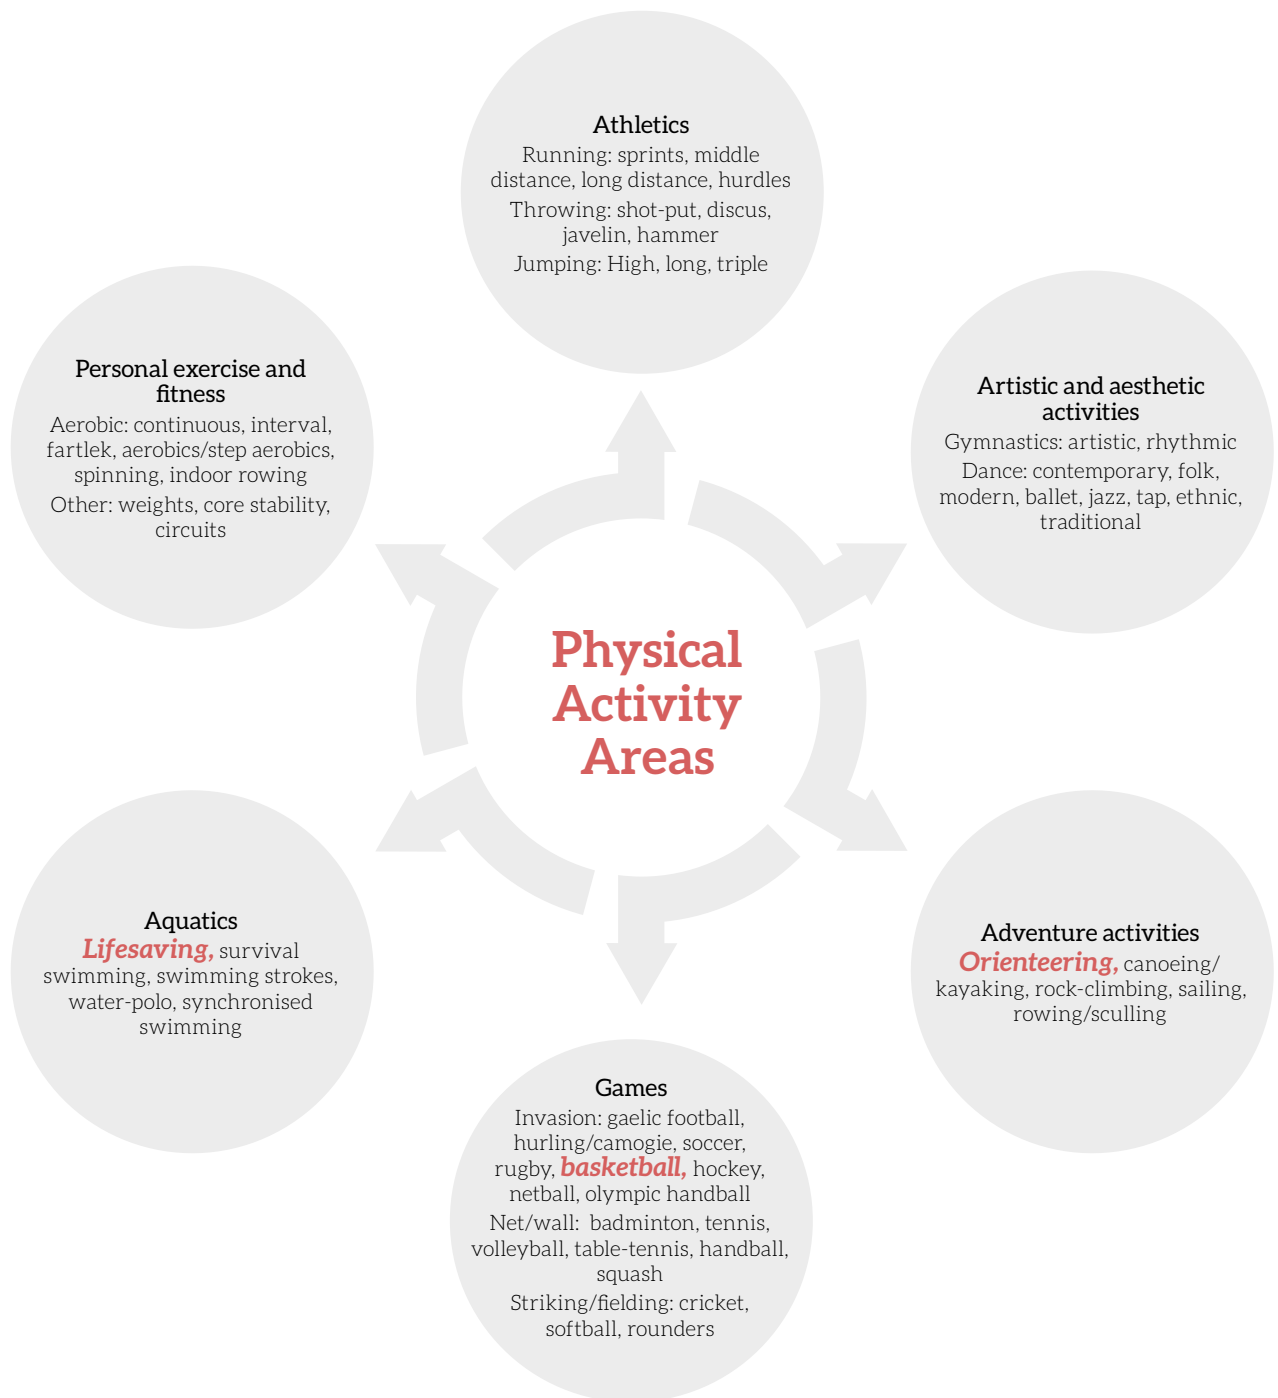 Athletics
Running: sprints, middle
distance, long distance, hurdles
Throwing: shot-put, discus,
javelin, hammer
Jumping: High, long, triple
Personal exercise and
fitness
Aerobic: continuous, interval,
fartlek, aerobics/step aerobics,
spinning, indoor rowing
Other: weights, core stability,
circuits
Artistic and aesthetic
activities
Gymnastics: artistic, rhythmic
Dance: contemporary, folk,
modern, ballet, jazz, tap, ethnic,
traditional
Physical
Activity
Areas
Aquatics
Lifesaving, survival
swimming, swimming strokes,
water-polo, synchronised
swimming
Adventure activities
Orienteering, canoeing/
kayaking, rock-climbing, sailing,
rowing/sculling
Games
Invasion: gaelic football,
hurling/camogie, soccer,
rugby, basketball, hockey,
netball, olympic handball
Net/wall: badminton, tennis,
volleyball, table-tennis, handball,
squash
Striking/fielding: cricket,
softball, rounders